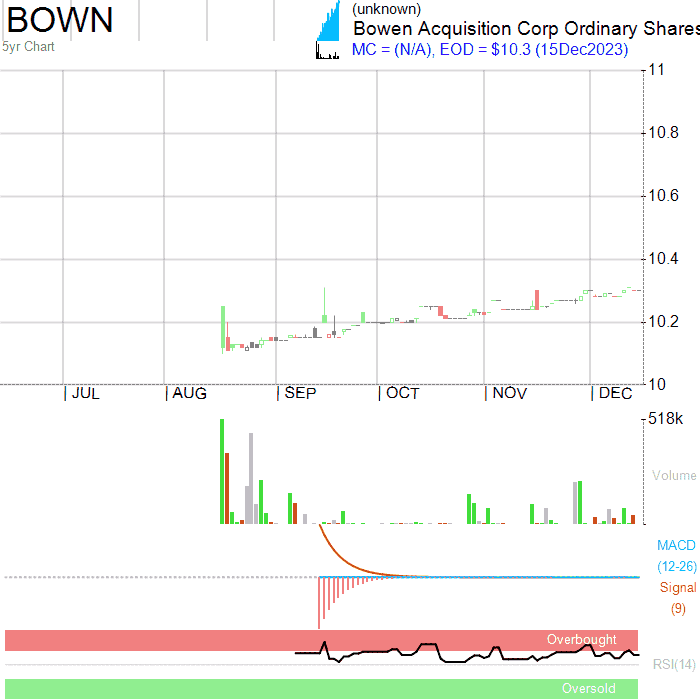 BOWN
(unknown)
Bowen Acquisition Corp Ordinary Shares
5yr Chart
MC = (N/A), EOD = $10.3 (15Dec2023)
11
10.8
10.6
10.4
10.2
10
JUL
AUG
SEP
OCT
NOV
DEC
518k
Volume
MACD
(12-26)
Signal
(9)
Overbought
RSI(14)
Oversold